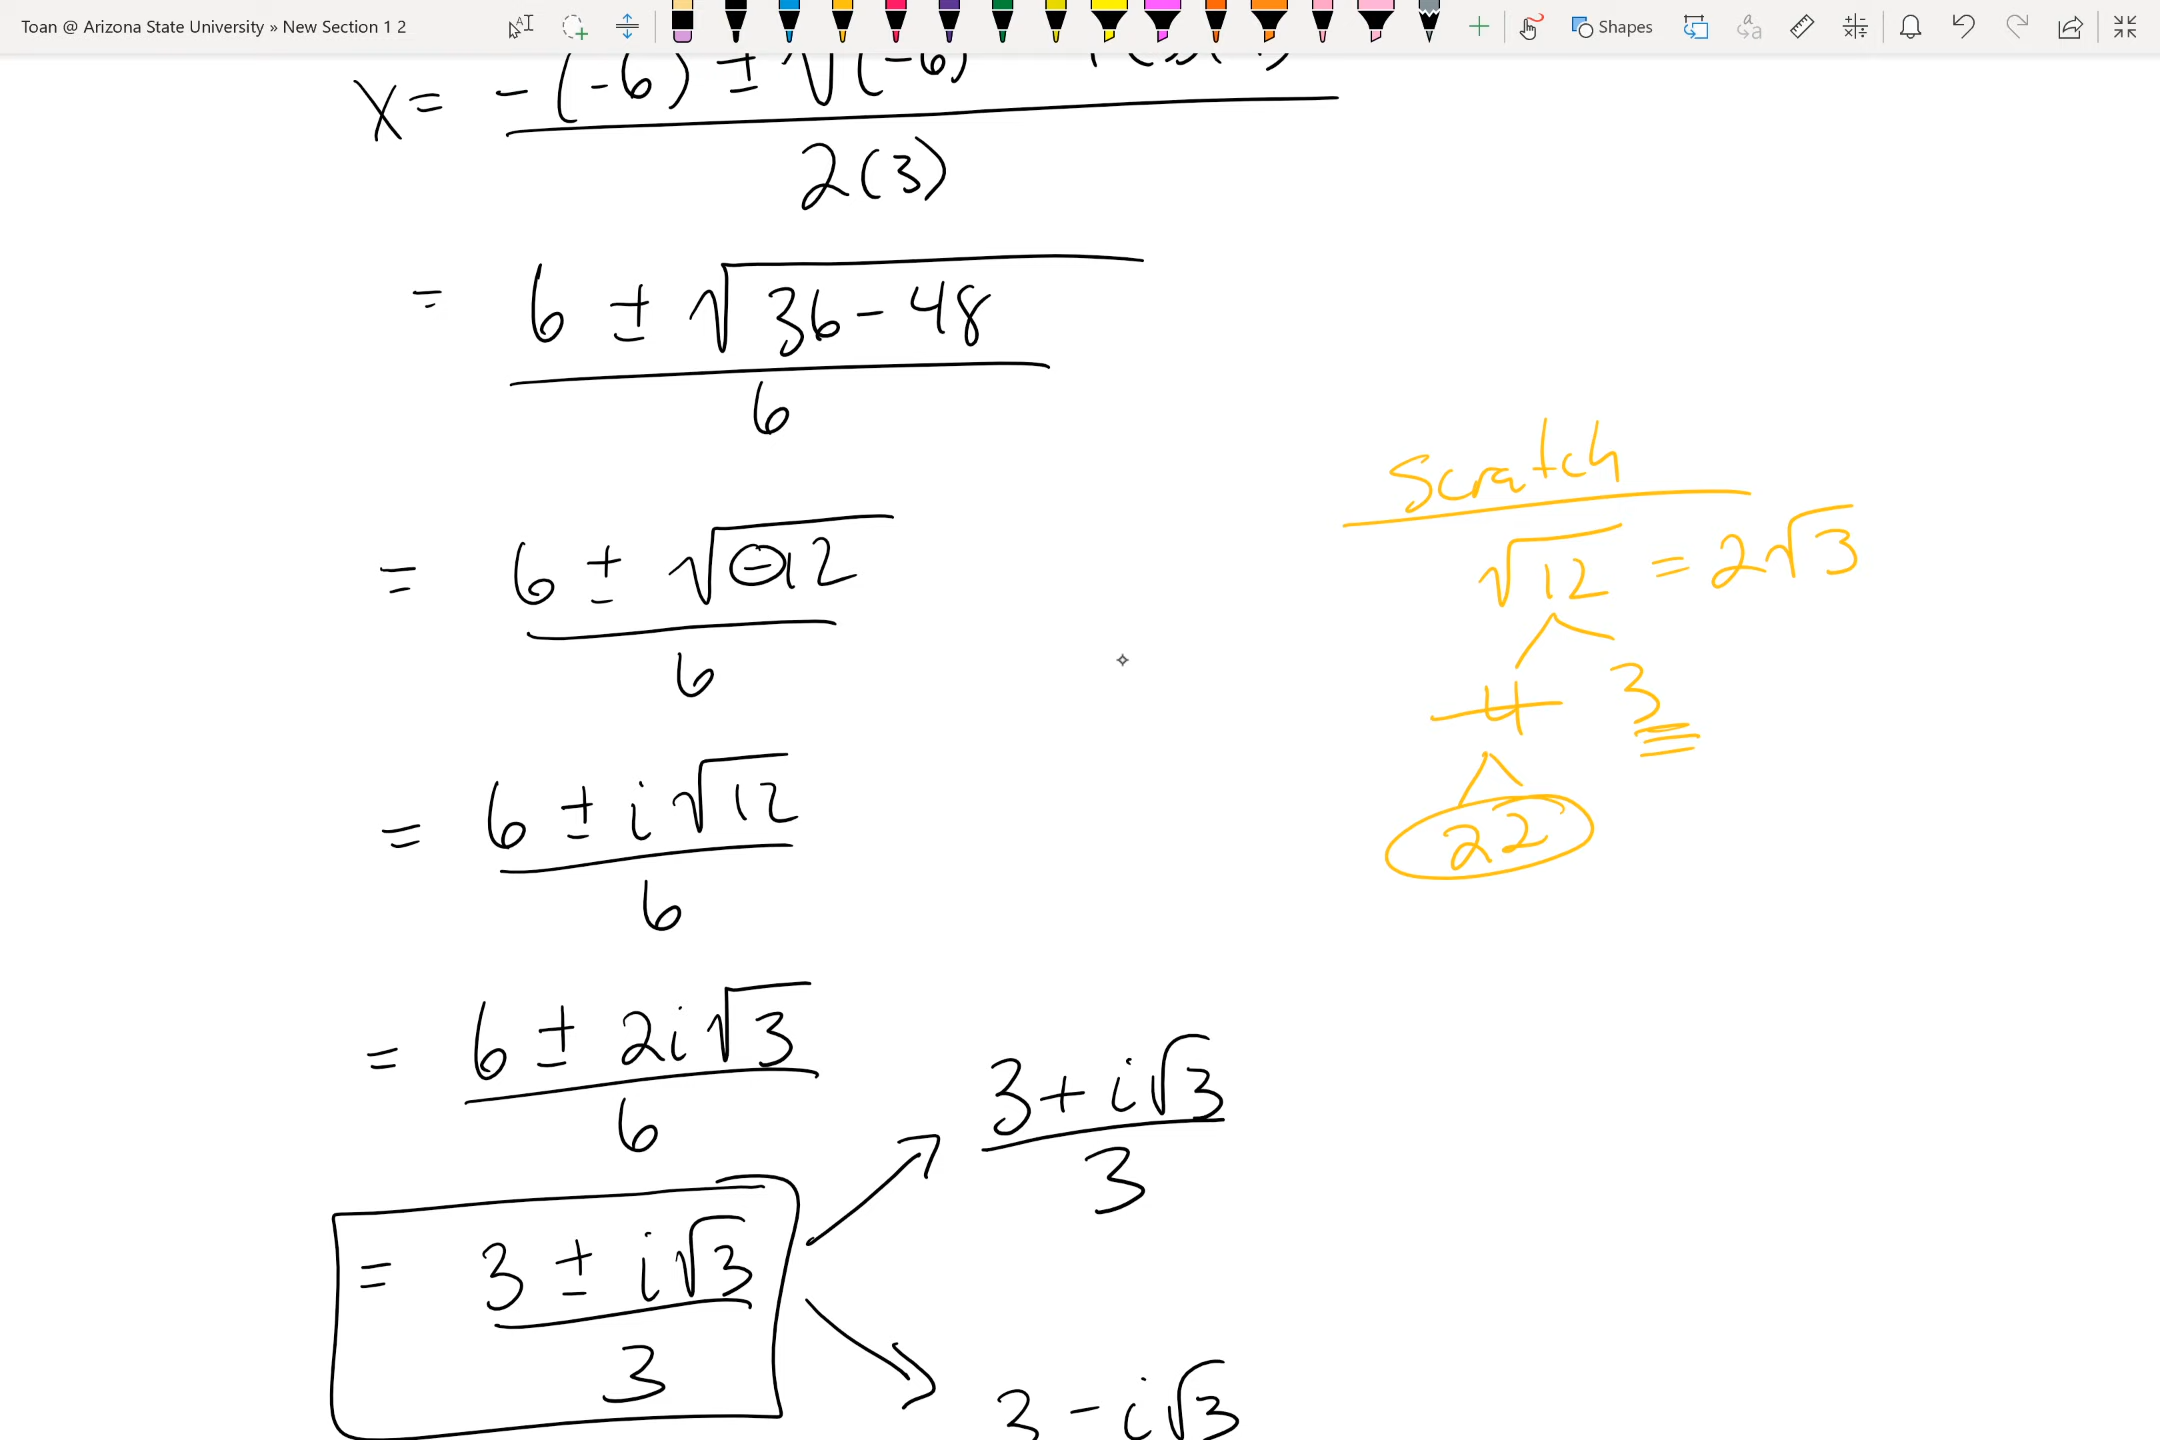 Toan @ Arizona State University » New Section 1 2
Shapes
x = -(-6) ± √(-6)
2(3)
= 6 ± √36 - 48
6
= 6 ± √-12
6
= 6 ± i√12
6
= 6 ± 2i√3
6
= 3 ± i√3
3
3 + i√3
3
3 - i√3
Scratch
√12 = 2√3
4 3
2 2